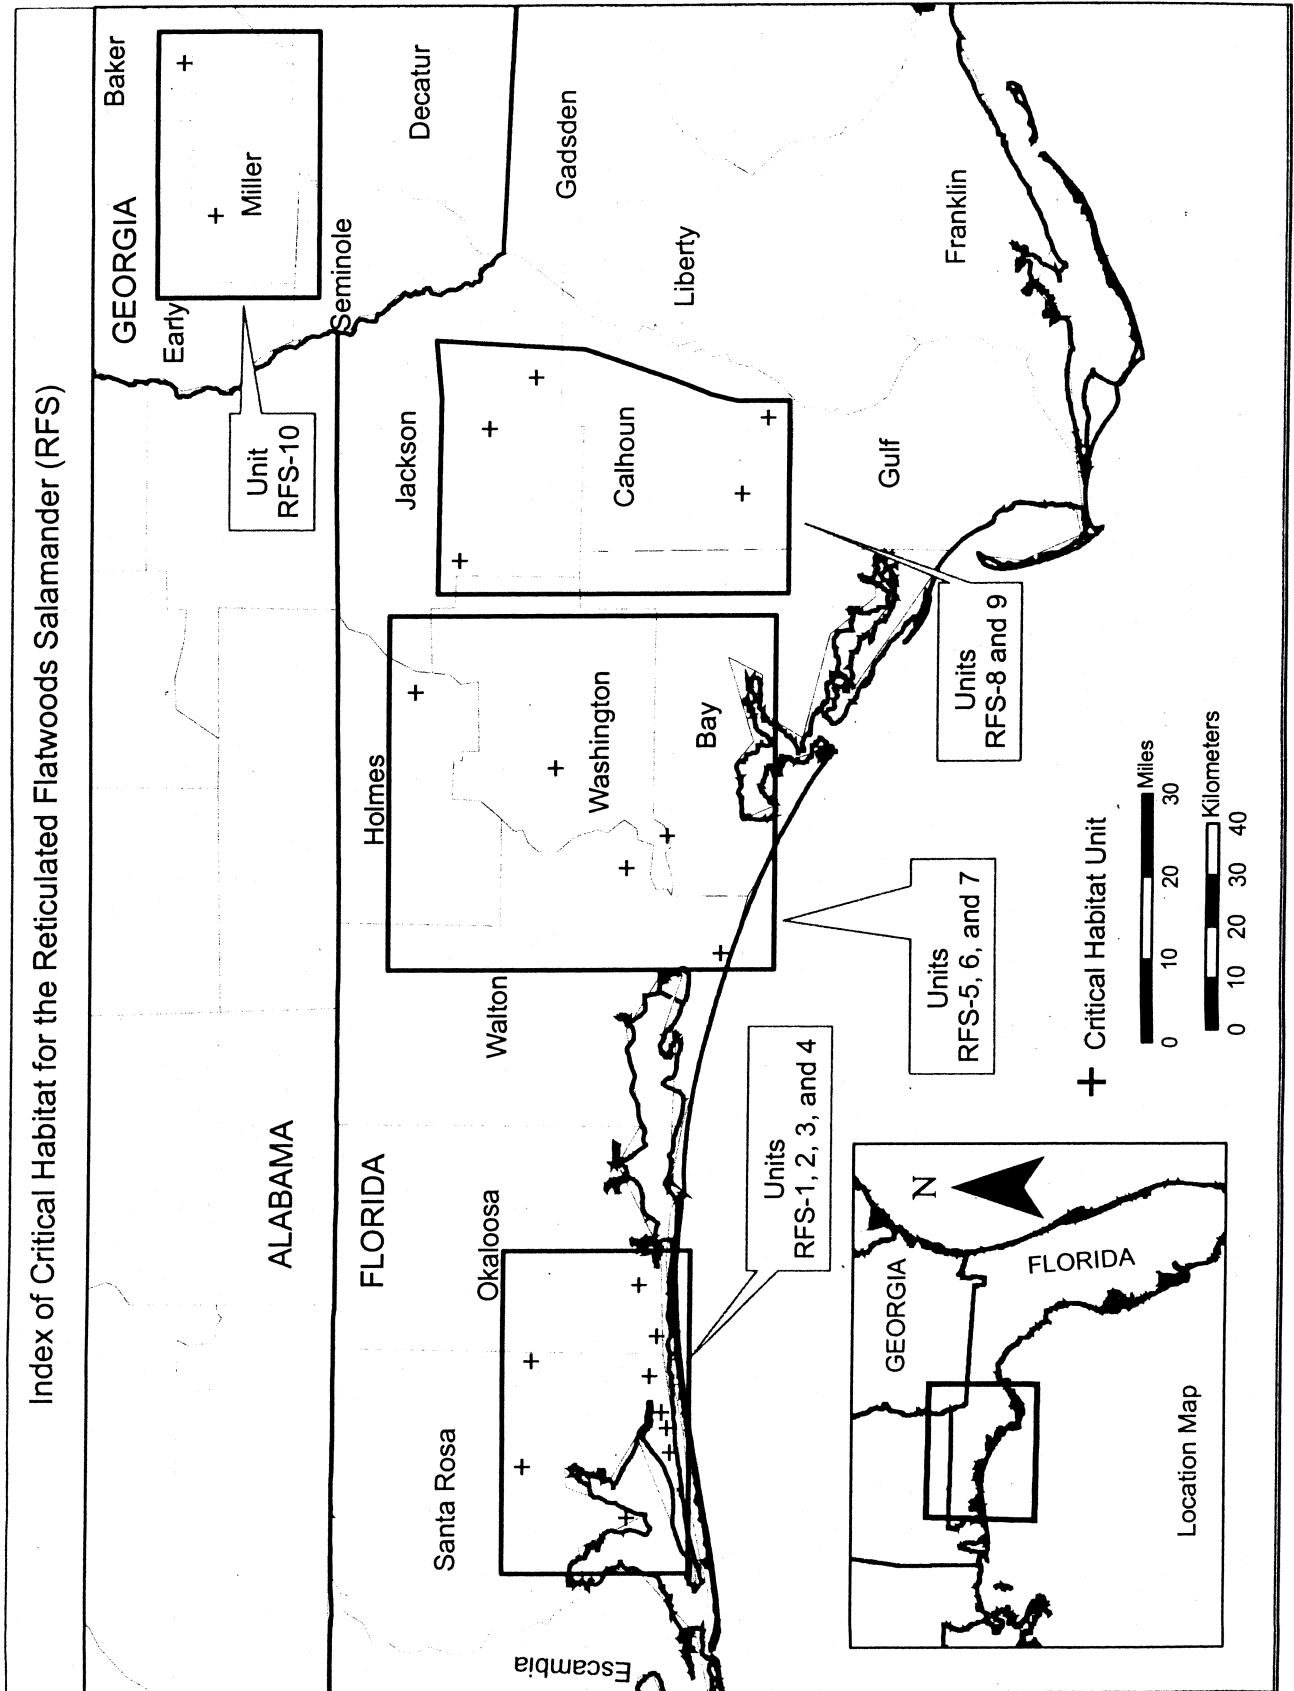 Index of Critical Habitat for the Reticulated Flatwoods Salamander (RFS)
ALABAMA
GEORGIA
Baker
Early
Miller
Unit
RFS-10
Seminole
Decatur
FLORIDA
Holmes
Jackson
Gadsden
Santa Rosa
Okaloosa
Walton
Escambia
Washington
Calhoun
Liberty
Bay
Gulf
Franklin
Units
RFS-1, 2, 3, and 4
Units
RFS-5, 6, and 7
Units
RFS-8 and 9
Critical Habitat Unit
0 10 20 30
Miles
Kilometers
0 10 20 30 40
N
GEORGIA
FLORIDA
Location Map